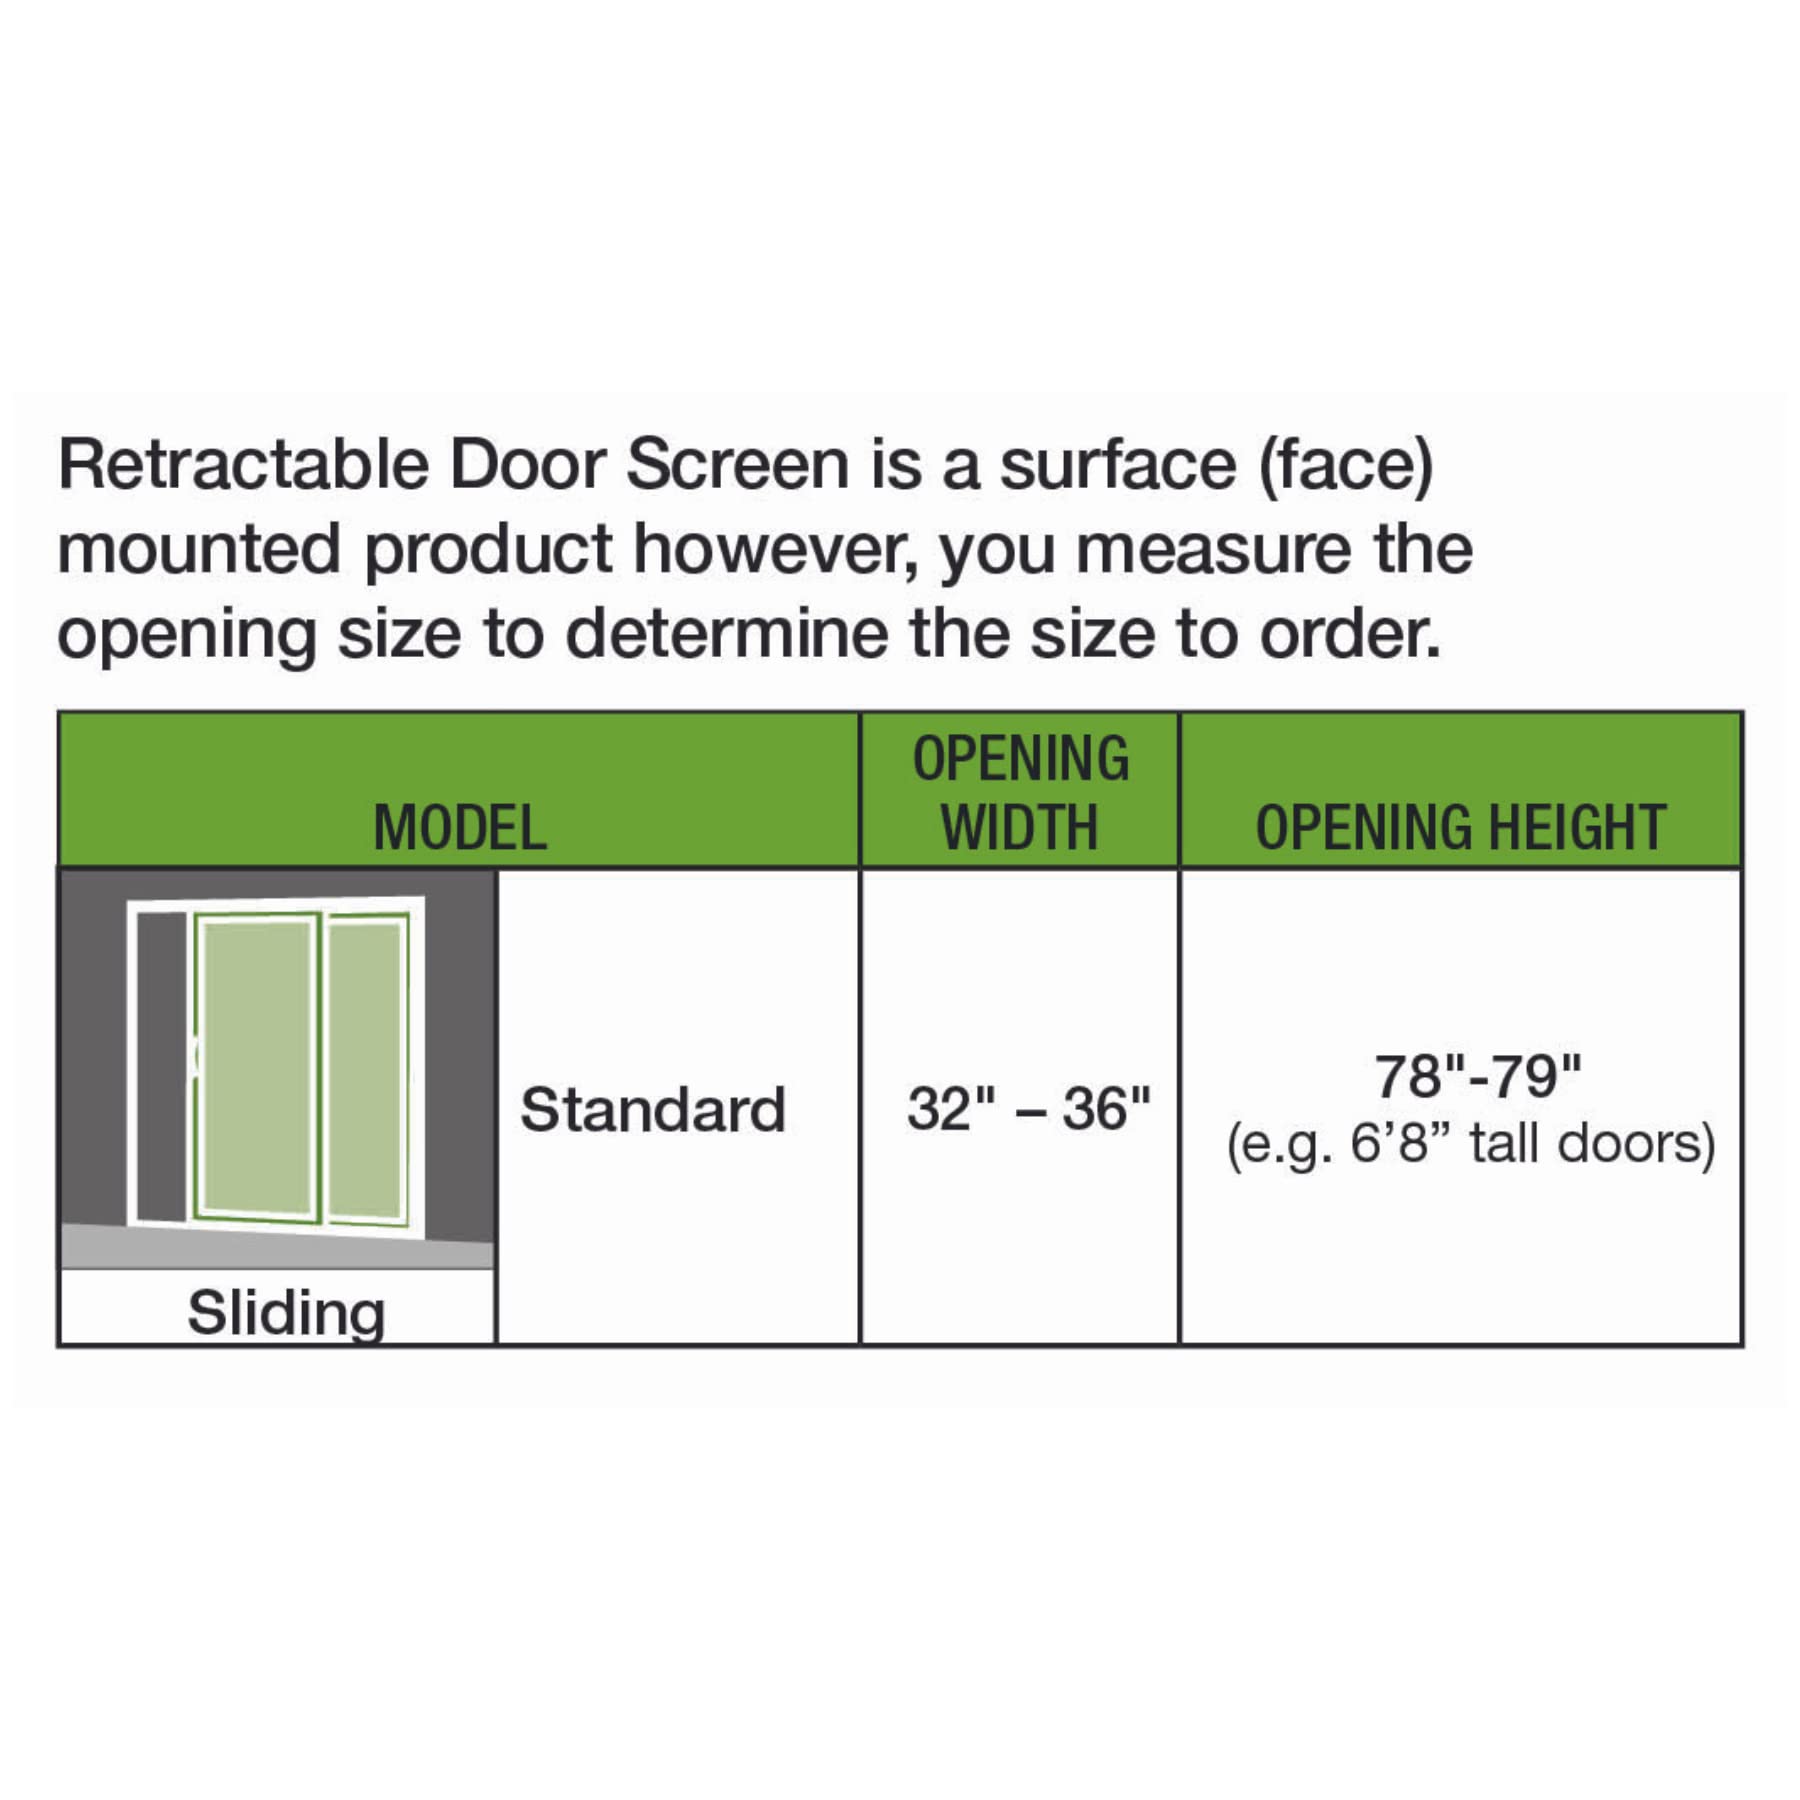 Retractable Door Screen is a surface (face)
mounted product however, you measure the
opening size to determine the size to order.
MODEL
OPENING
WIDTH
OPENING HEIGHT
Standard
32" – 36"
78"-79"
(e.g. 6’8” tall doors)
Sliding